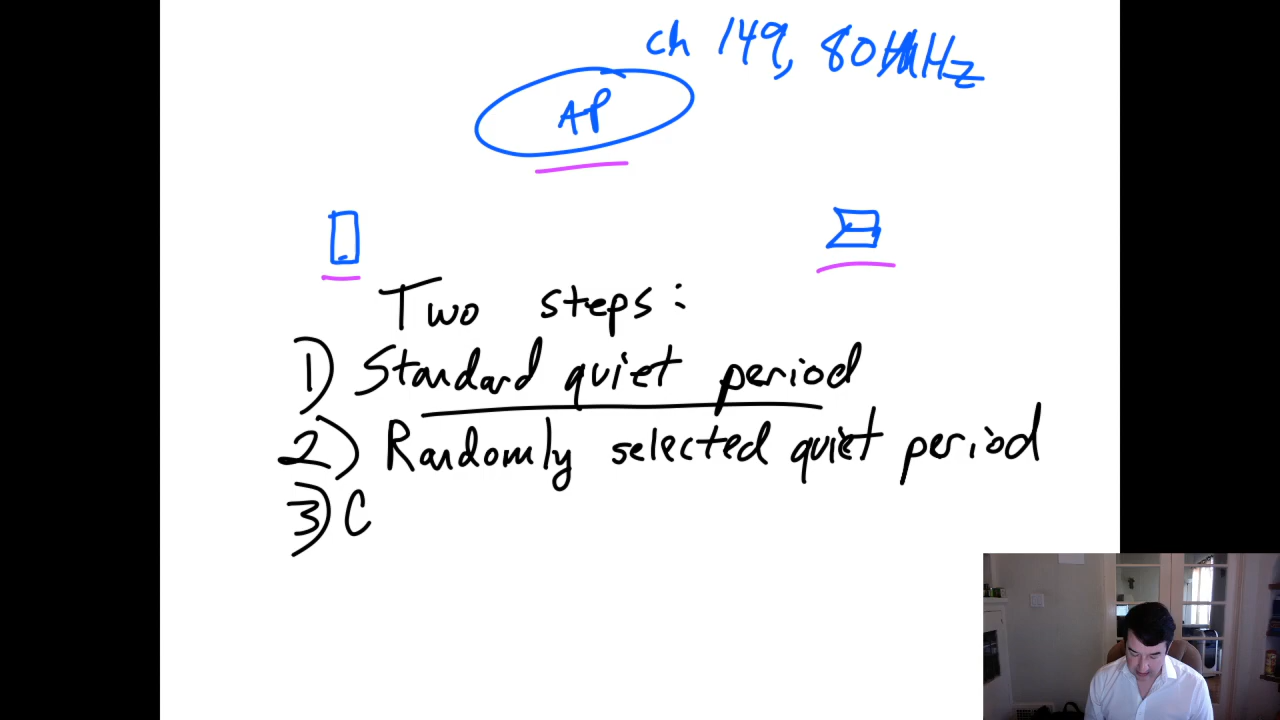 ch 149, 80MHz
AP
Two steps:
1) Standard quiet period
2) Randomly selected quiet period
3) C